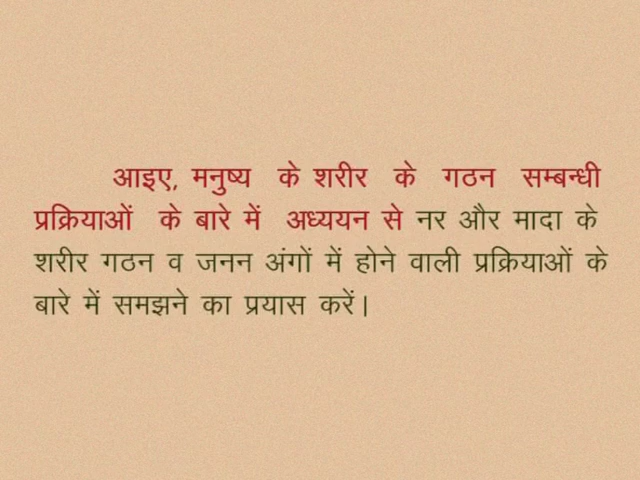 आइए, मनुष्य के शरीर के गठन सम्बन्धी
प्रक्रियाओं के बारे में अध्ययन से नर और मादा के
शरीर गठन व जनन अंगों में होने वाली प्रक्रियाओं के
बारे में समझने का प्रयास करें।